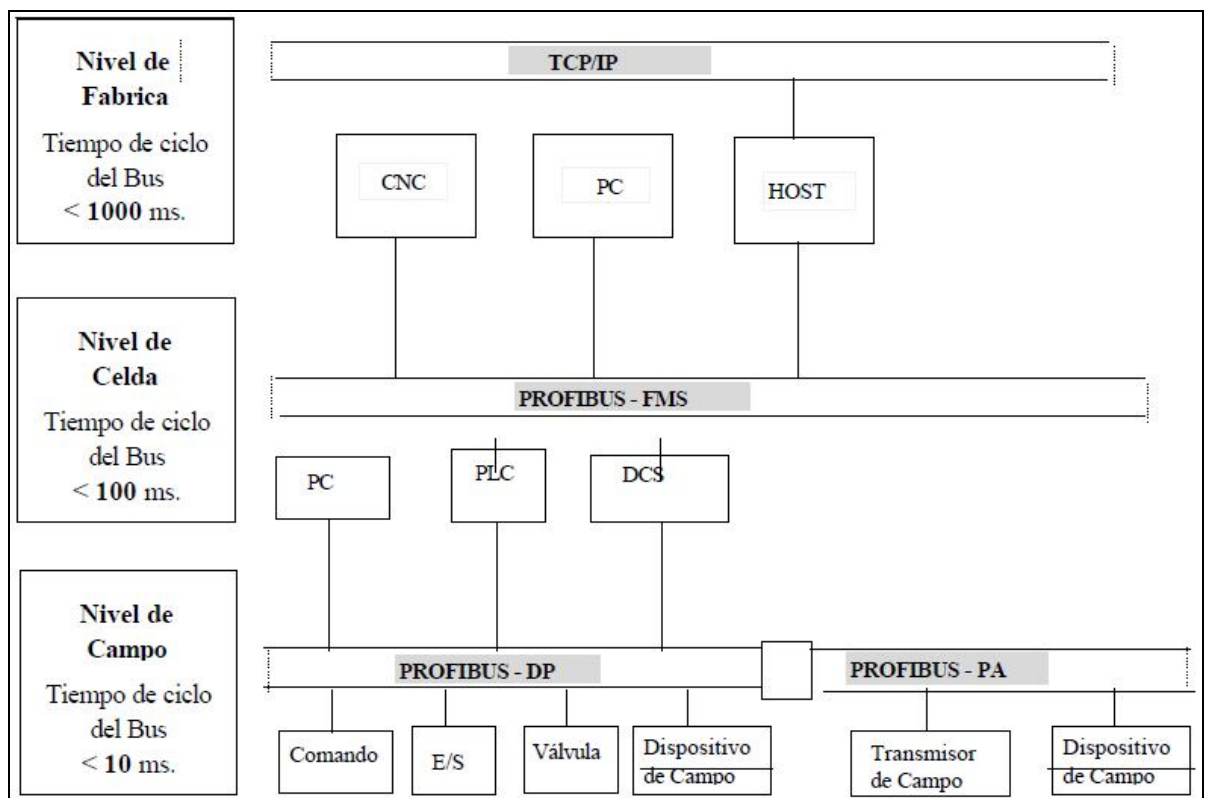 Nivel de
Fabrica
Tiempo de ciclo
del Bus
< 1000 ms.
TCP/IP
CNC
PC
HOST
Nivel de
Celda
Tiempo de ciclo
del Bus
< 100 ms.
PROFIBUS - FMS
PC
PLC
DCS
Nivel de
Campo
Tiempo de ciclo
del Bus
< 10 ms.
PROFIBUS - DP
PROFIBUS - PA
Comando
E/S
Válvula
Dispositivo
de Campo
Transmisor
de Campo
Dispositivo
de Campo